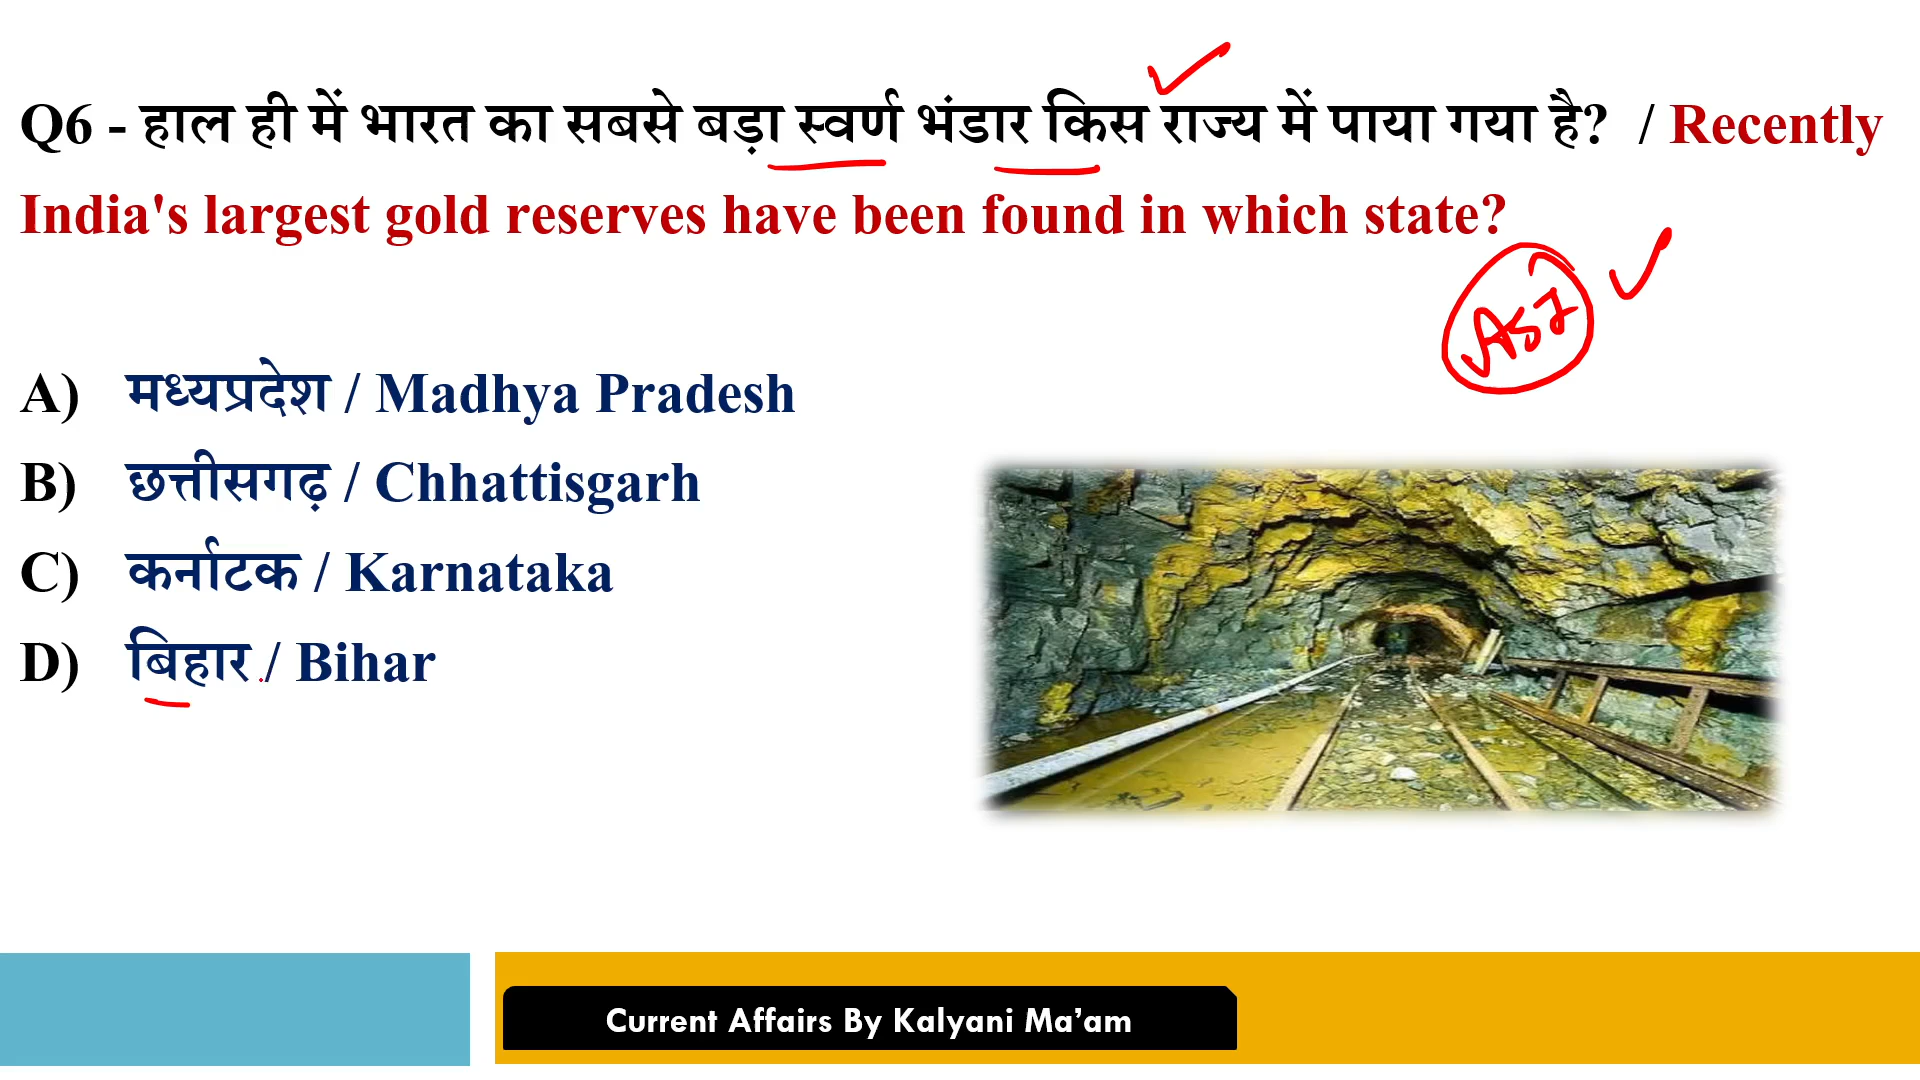 Q6 - हाल ही में भारत का सबसे बड़ा स्वर्ण भंडार किस राज्य में पाया गया है? / Recently
India's largest gold reserves have been found in which state?
A) मध्यप्रदेश / Madhya Pradesh
B) छत्तीसगढ़ / Chhattisgarh
C) कर्नाटक / Karnataka
D) बिहार / Bihar
Current Affairs By Kalyani Ma’am